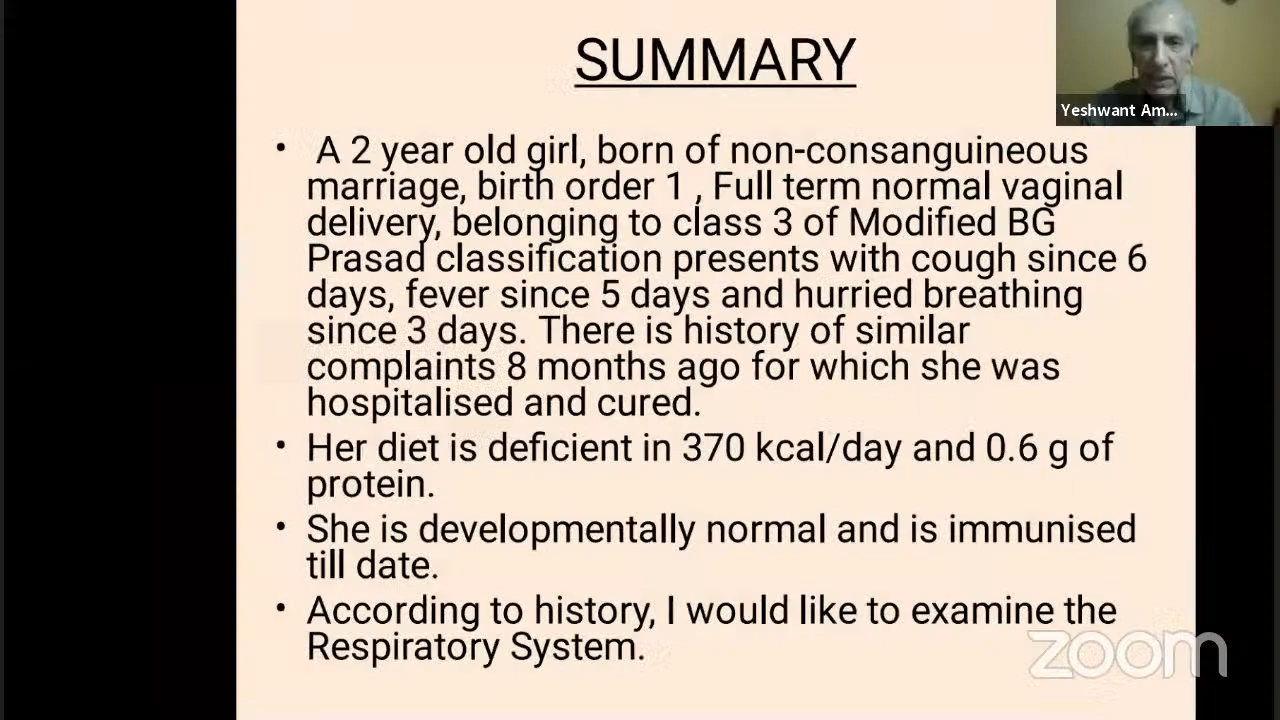 SUMMARY
Yeshwant Am...
• A 2 year old girl, born of non-consanguineous
marriage, birth order 1 , Full term normal vaginal
delivery, belonging to class 3 of Modified BG
Prasad classification presents with cough since 6
days, fever since 5 days and hurried breathing
since 3 days. There is history of similar
complaints 8 months ago for which she was
hospitalised and cured.
• Her diet is deficient in 370 kcal/day and 0.6 g of
protein.
• She is developmentally normal and is immunised
till date.
• According to history, I would like to examine the
Respiratory System.
zoom